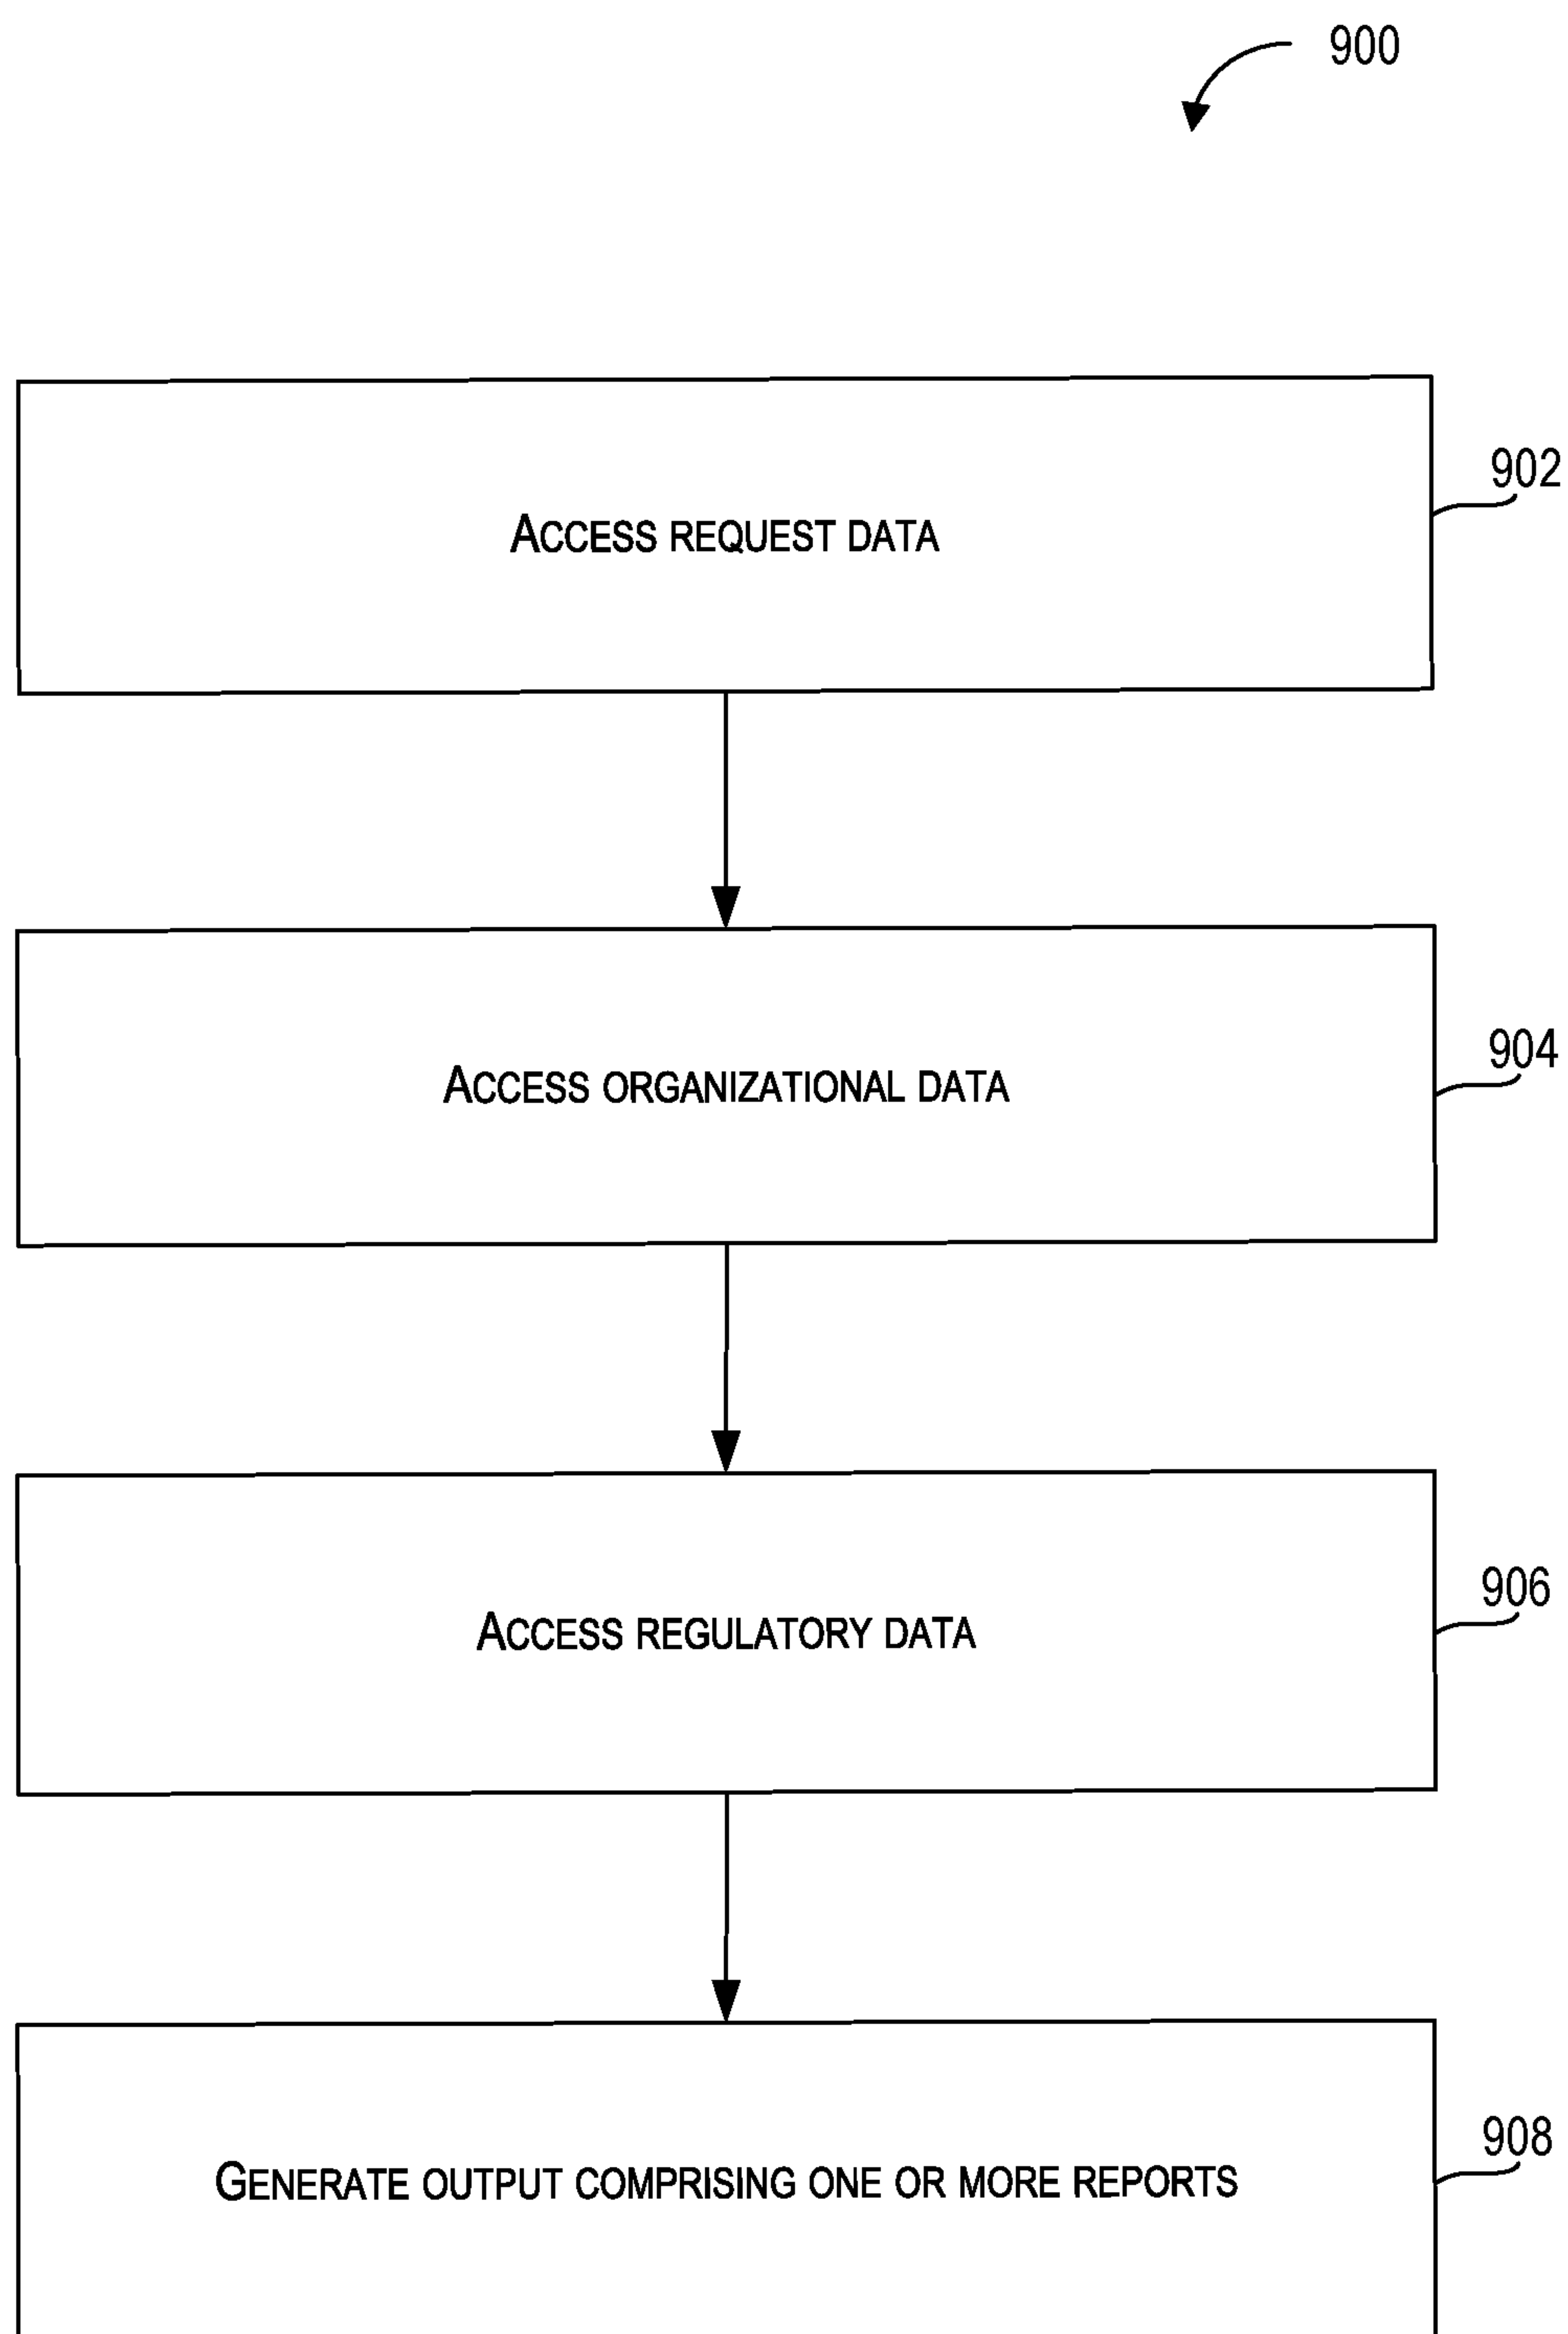 900
902
ACCESS REQUEST DATA
904
ACCESS ORGANIZATIONAL DATA
906
ACCESS REGULATORY DATA
908
GENERATE OUTPUT COMPRISING ONE OR MORE REPORTS